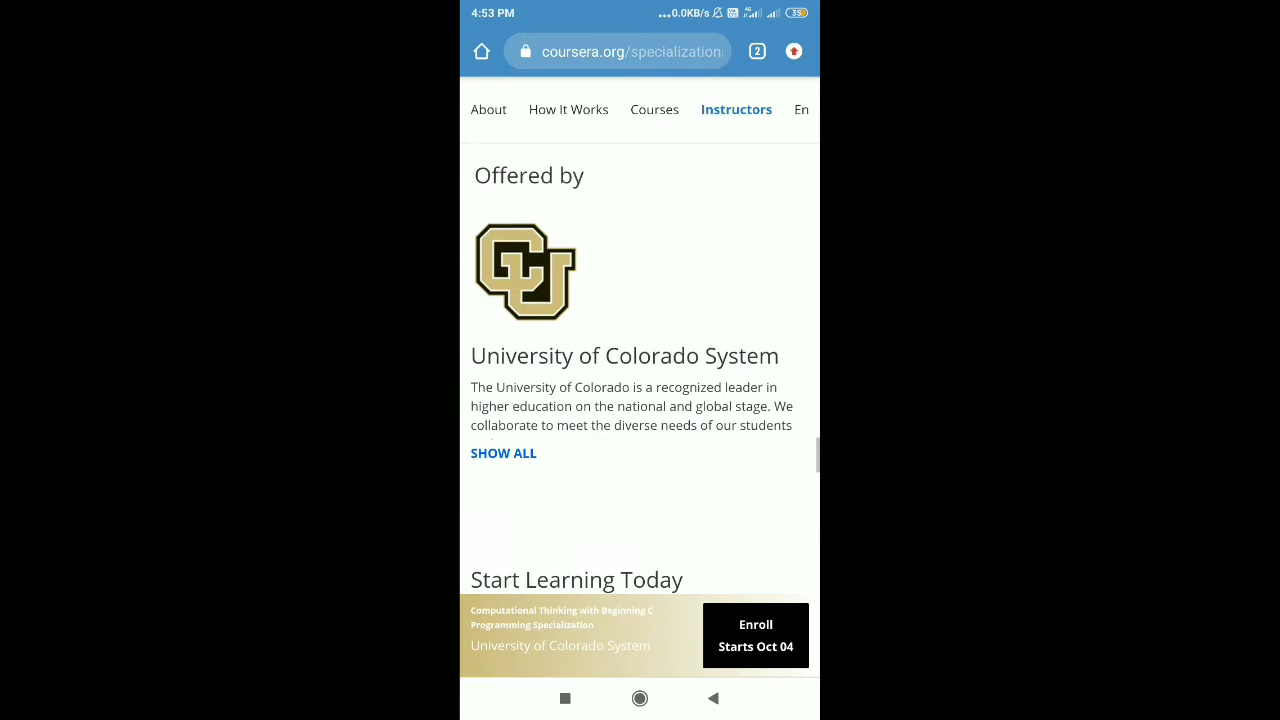 4:53 PM
...0.0KB/s
4G
35
coursera.org/specialization
2
About How It Works Courses Instructors En
Offered by
CU
University of Colorado System
The University of Colorado is a recognized leader in
higher education on the national and global stage. We
collaborate to meet the diverse needs of our students
SHOW ALL
Start Learning Today
Computational Thinking with Beginning C
Programming Specialization
University of Colorado System
Enroll
Starts Oct 04